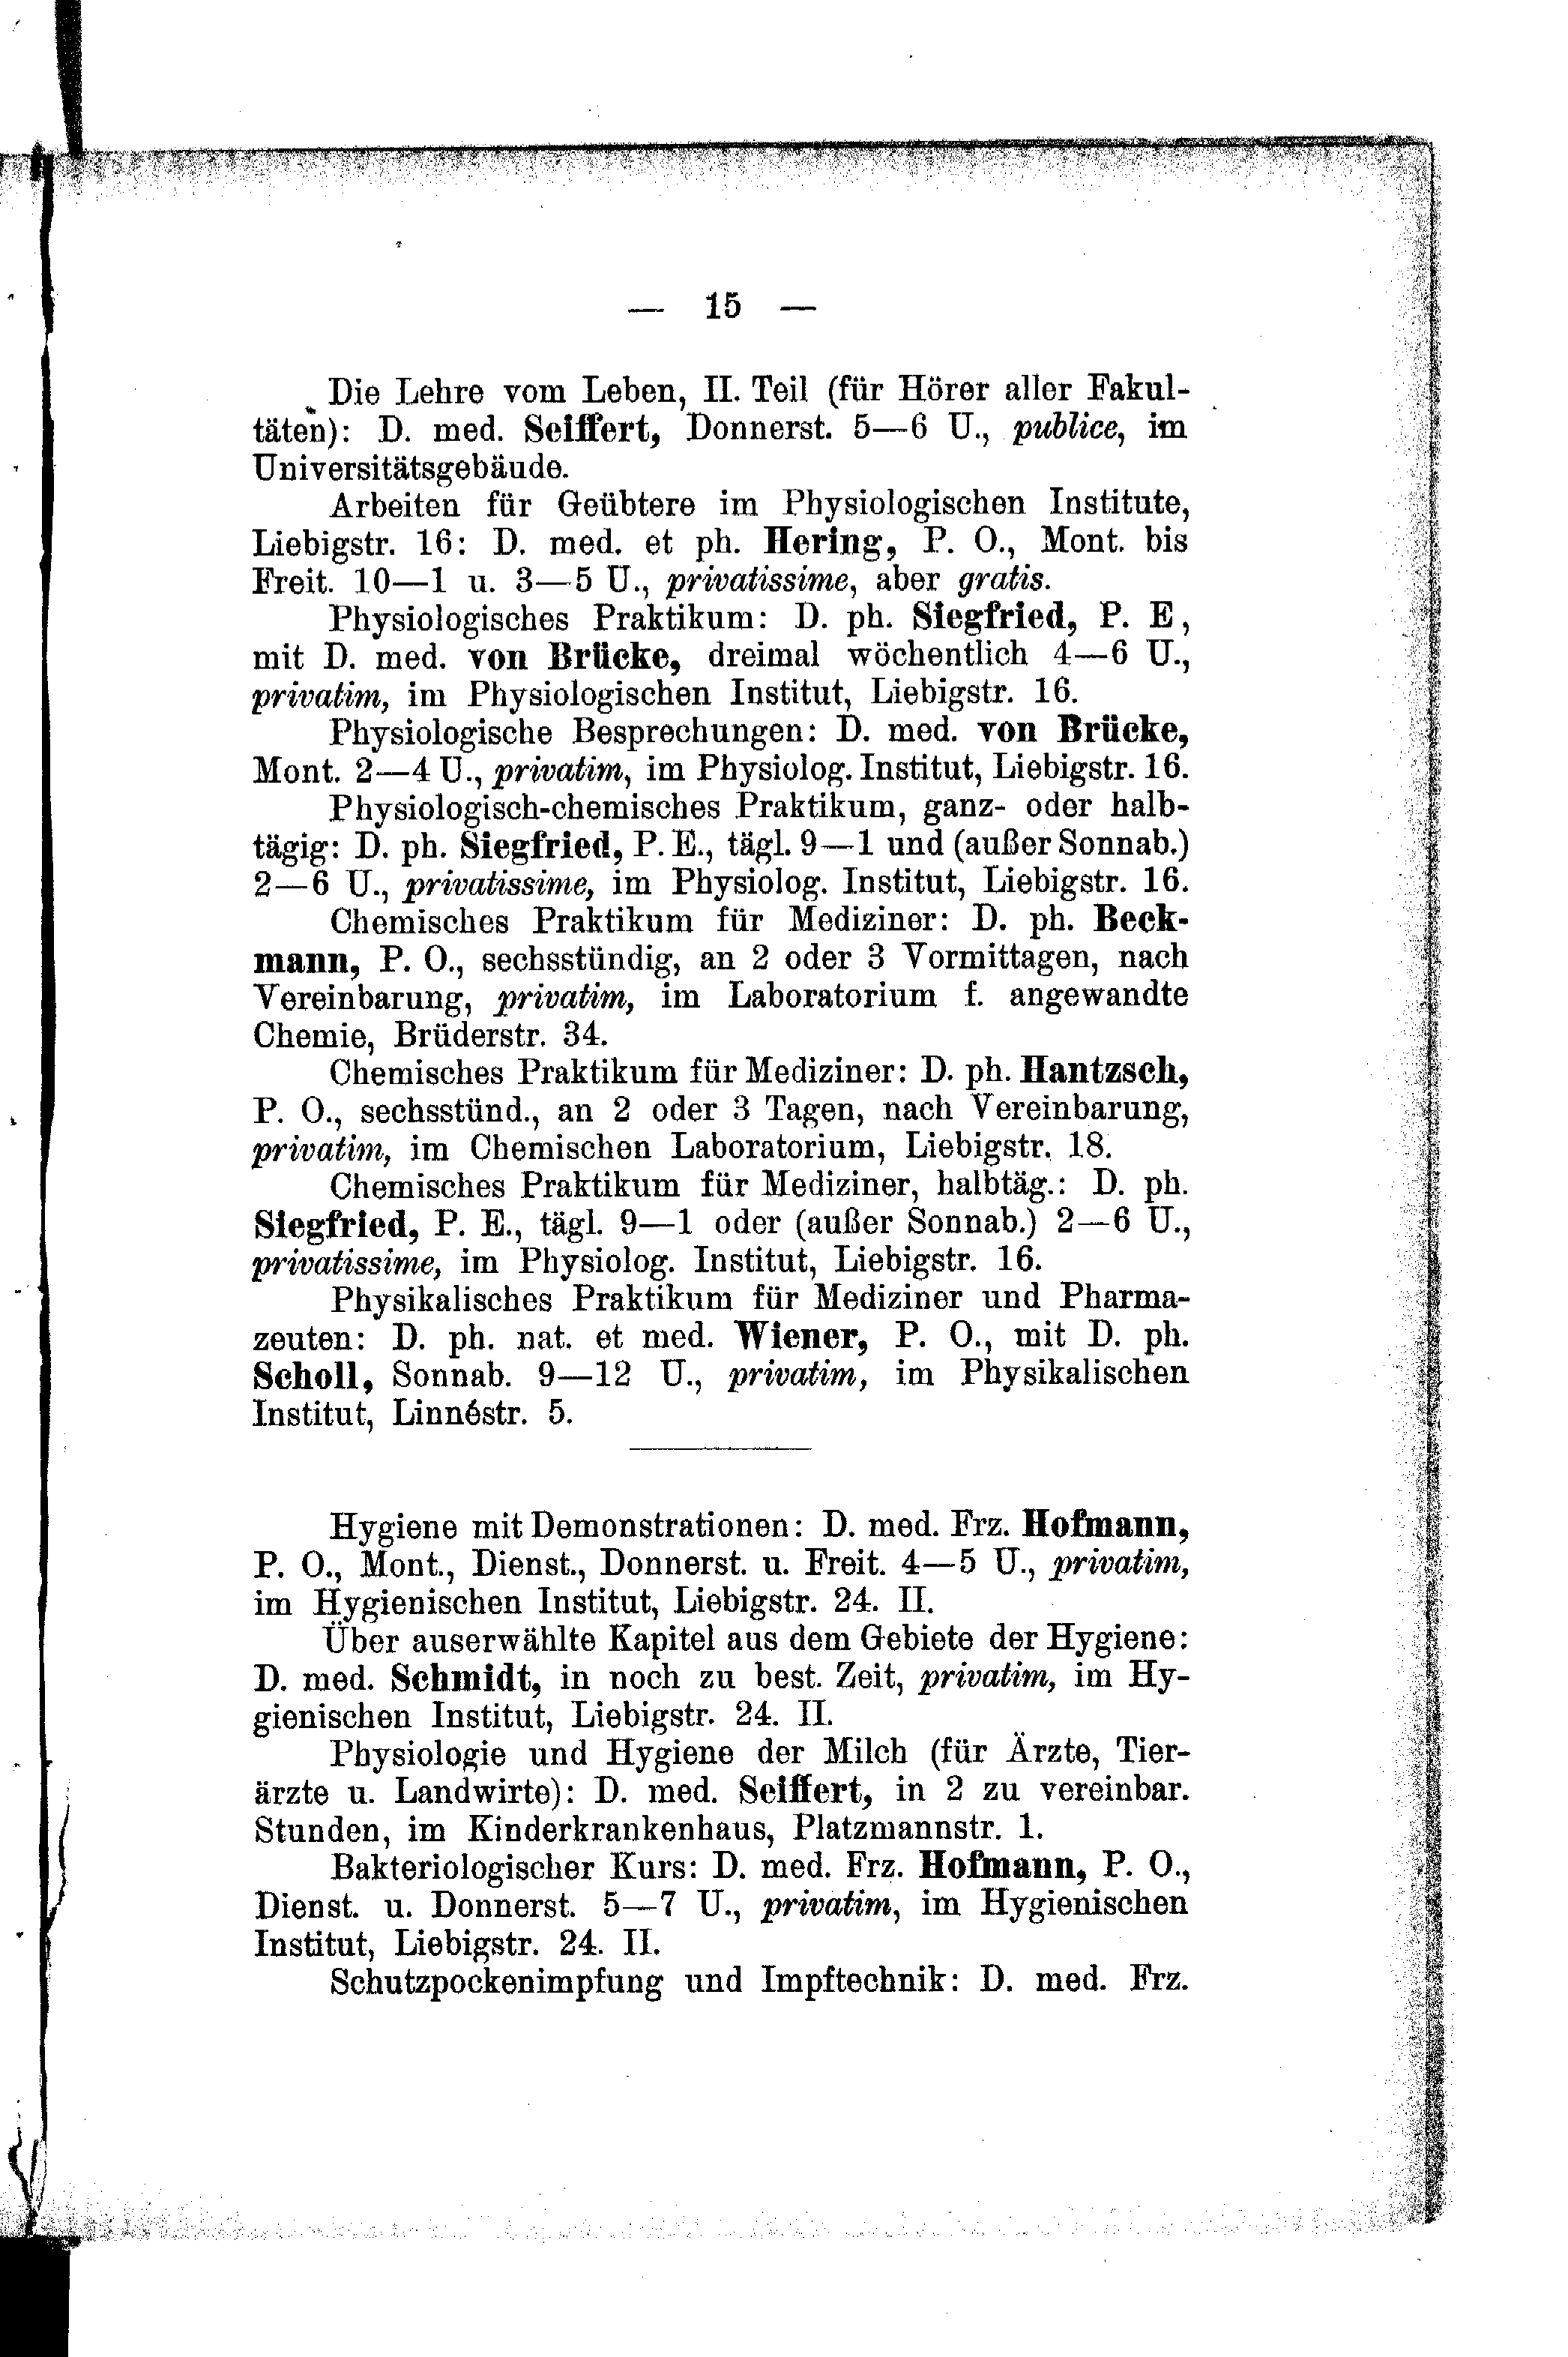 — 15 —
Die Lehre vom Leben, II. Teil (für Hörer aller Fakul-
täten): D. med. Seiffert, Donnerst. 5—6 U., publice, im
Universitätsgebäude.
Arbeiten für Geübtere im Physiologischen Institute,
Liebigstr. 16: D. med. et ph. Hering, P. O., Mont. bis
Freit. 10—1 u. 3—5 U., privatissime, aber gratis.
Physiologisches Praktikum: D. ph. Siegfried, P. E,
mit D. med. von Brücke, dreimal wöchentlich 4—6 U.,
privatim, im Physiologischen Institut, Liebigstr. 16.
Physiologische Besprechungen: D. med. von Brücke,
Mont. 2—4 U., privatim, im Physiolog. Institut, Liebigstr. 16.
Physiologisch-chemisches Praktikum, ganz- oder halb-
tägig: D. ph. Siegfried, P. E., tägl. 9—1 und (außer Sonnab.)
2—6 U., privatissime, im Physiolog. Institut, Liebigstr. 16.
Chemisches Praktikum für Mediziner: D. ph. Beck-
mann, P. O., sechsstündig, an 2 oder 3 Vormittagen, nach
Vereinbarung, privatim, im Laboratorium f. angewandte
Chemie, Brüderstr. 34.
Chemisches Praktikum für Mediziner: D. ph. Hantzsch,
P. O., sechsstünd., an 2 oder 3 Tagen, nach Vereinbarung,
privatim, im Chemischen Laboratorium, Liebigstr. 18.
Chemisches Praktikum für Mediziner, halbtäg.: D. ph.
Siegfried, P. E., tägl. 9—1 oder (außer Sonnab.) 2—6 U.,
privatissime, im Physiolog. Institut, Liebigstr. 16.
Physikalisches Praktikum für Mediziner und Pharma-
zeuten: D. ph. nat. et med. Wiener, P. O., mit D. ph.
Scholl, Sonnab. 9—12 U., privatim, im Physikalischen
Institut, Linnéstr. 5.
Hygiene mit Demonstrationen: D. med. Frz. Hofmann,
P. O., Mont., Dienst., Donnerst. u. Freit. 4—5 U., privatim,
im Hygienischen Institut, Liebigstr. 24. II.
Über auserwählte Kapitel aus dem Gebiete der Hygiene:
D. med. Schmidt, in noch zu best. Zeit, privatim, im Hy-
gienischen Institut, Liebigstr. 24. II.
Physiologie und Hygiene der Milch (für Ärzte, Tier-
ärzte u. Landwirte): D. med. Seiffert, in 2 zu vereinbar.
Stunden, im Kinderkrankenhaus, Platzmannstr. 1.
Bakteriologischer Kurs: D. med. Frz. Hofmann, P. O.,
Dienst. u. Donnerst. 5—7 U., privatim, im Hygienischen
Institut, Liebigstr. 24. II.
Schutzpockenimpfung und Impftechnik: D. med. Frz.